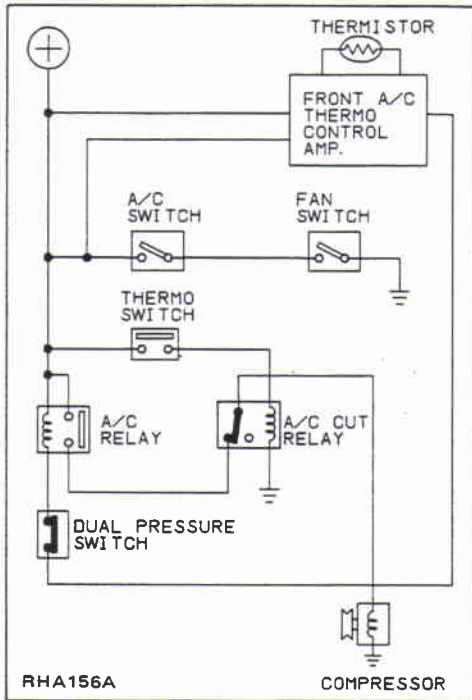 THERMISTOR
FRONT A/C
THERMO
CONTROL
AMP.
A/C
SWITCH
FAN
SWITCH
THERMO
SWITCH
A/C
RELAY
A/C CUT
RELAY
DUAL PRESSURE
SWITCH
RHA156A
COMPRESSOR